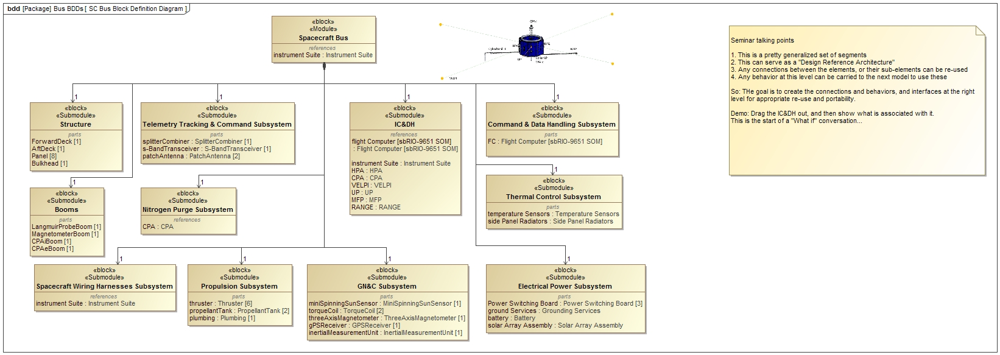 bdd [Package] Bus BDDs [ SC Bus Block Definition Diagram ]
«block»
«Module»
Spacecraft Bus
references
instrument Suite : Instrument Suite
CPAi
HPA
HPA
Cylindrical LP
MFP
UP
Collar LP
CPAe
VELPI
Seminar talking points
1. This is a pretty generalized set of segments
2. This can serve as a "Design Reference Architecture"
3. Any connections between the elements, or their sub-elements can be re-used
4. Any behavior at this level can be carried to the next model to use these
So: THe goal is to create the connections and behaviors, and interfaces at the right
level for appropriate re-use and portability.
Demo: Drag the IC&DH out, and then show what is associated with it.
This is the start of a "What if" conversation...
1
«block»
«Submodule»
Structure
parts
ForwardDeck [1]
AftDeck [1]
Panel [8]
Bulkhead [1]
1
«block»
«Submodule»
Telemetry Tracking & Command Subsystem
parts
splitterCombiner : SplitterCombiner [1]
s-BandTransceiver : S-BandTransceiver [1]
patchAntenna : PatchAntenna [2]
1
«block»
«Submodule»
IC&DH
references
flight Computer [sbRIO-9651 SOM]
: Flight Computer [sbRIO-9651 SOM]
instrument Suite : Instrument Suite
HPA : HPA
CPA : CPA
VELPI : VELPI
UP : UP
MFP : MFP
RANGE : RANGE
1
«block»
«Submodule»
Command & Data Handling Subsystem
parts
FC : Flight Computer [sbRIO-9651 SOM]
1
«block»
«Submodule»
Booms
parts
LangmuirProbeBoom [1]
MagnetometerBoom [1]
CPAiBoom [1]
CPAeBoom [1]
1
«block»
«Submodule»
Nitrogen Purge Subsystem
references
CPA : CPA
1
«block»
«Submodule»
Thermal Control Subsystem
parts
temperature Sensors : Temperature Sensors
side Panel Radiators : Side Panel Radiators
1
«block»
«Submodule»
Spacecraft Wiring Harnesses Subsystem
references
instrument Suite : Instrument Suite
1
«block»
«Submodule»
Propulsion Subsystem
parts
thruster : Thruster [6]
propellantTank : PropellantTank [2]
plumbing : Plumbing [1]
1
«block»
«Submodule»
GN&C Subsystem
parts
miniSpinningSunSensor : MiniSpinningSunSensor [1]
torqueCoil : TorqueCoil [2]
threeAxisMagnetometer : ThreeAxisMagnetometer [1]
gPSReceiver : GPSReceiver [1]
inertialMeasurementUnit : InertialMeasurementUnit [1]
1
«block»
«Submodule»
Electrical Power Subsystem
parts
Power Switching Board : Power Switching Board [3]
ground Services : Grounding Services
battery : Battery
solar Array Assembly : Solar Array Assembly